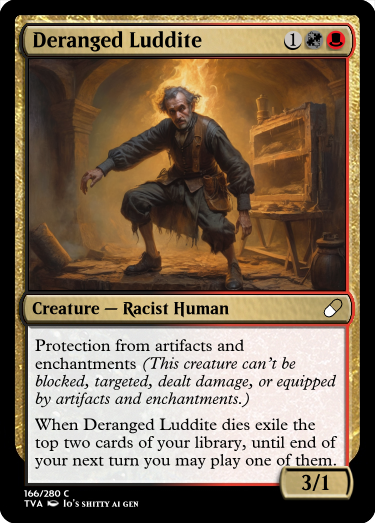 Deranged Luddite 1
Creature — Racist Human
Protection from artifacts and
enchantments (This creature can't be
blocked, targeted, dealt damage, or equipped
by artifacts and enchantments.)
When Deranged Luddite dies exile the
top two cards of your library, until end of
your next turn you may play one of them.
3/1
166/280 C
TVA Io's shitty ai gen